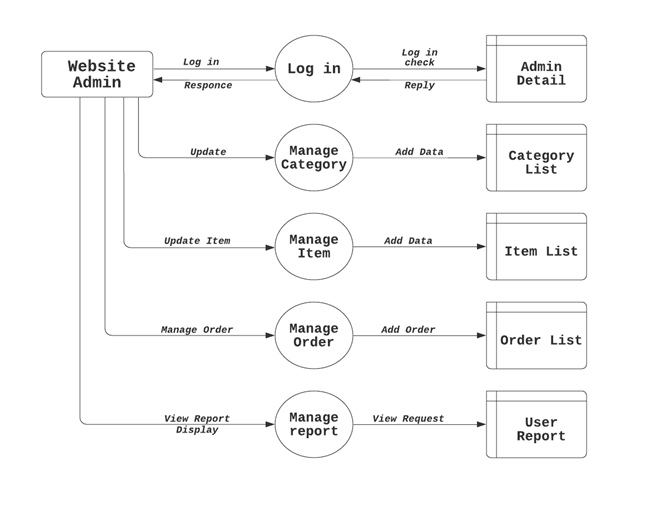 Website
Admin
Log in
Responce
Log in
Log in
check
Reply
Admin
Detail
Update
Manage
Category
Add Data
Category
List
Update Item
Manage
Item
Add Data
Item List
Manage Order
Manage
Order
Add Order
Order List
View Report
Display
Manage
report
View Request
User
Report